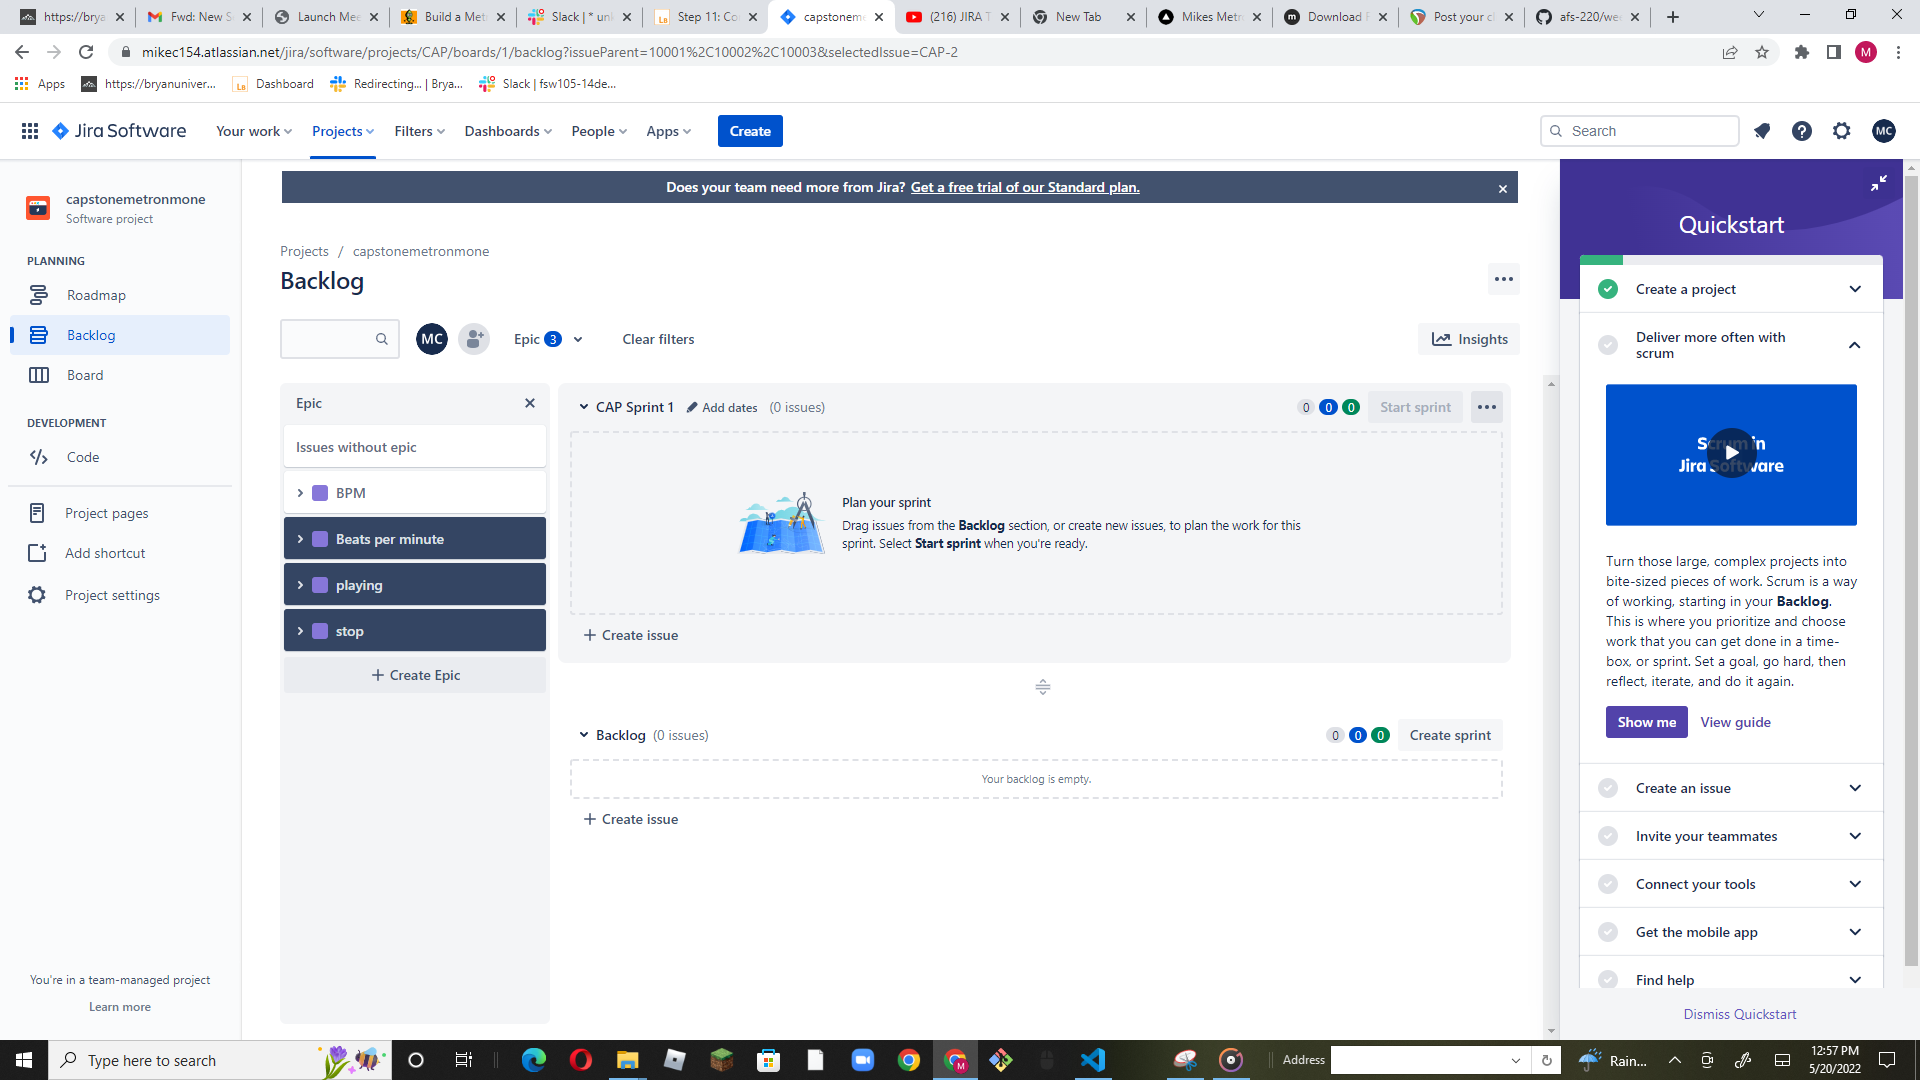 https://brya
Fwd: New S
Launch Mee
Build a Met
Slack | * uni
Step 11: Co
capstonem
(216) JIRA T
New Tab
Mikes Metr
Download F
Post your cl
afs-220/wee
mikec154.atlassian.net/jira/software/projects/CAP/boards/1/backlog?issueParent=10001%2C10002%2C10003&selectedIssue=CAP-2
M
Apps
https://bryanuniver...
Dashboard
Redirecting... | Brya...
Slack | fsw105-14de...
Jira Software
Your work
Projects
Filters
Dashboards
People
Apps
Create
Search
MC
capstonemetronmone
Software project
PLANNING
Roadmap
Backlog
Board
DEVELOPMENT
Code
Project pages
Add shortcut
Project settings
You're in a team-managed project
Learn more
Does your team need more from Jira? Get a free trial of our Standard plan.
Projects / capstonemetronmone
Backlog
MC
Epic 3
Clear filters
Insights
Epic
Issues without epic
BPM
Beats per minute
playing
stop
+ Create Epic
CAP Sprint 1
Add dates
(0 issues)
0 0 0
Start sprint
Plan your sprint
Drag issues from the Backlog section, or create new issues, to plan the work for this
sprint. Select Start sprint when you're ready.
+ Create issue
Backlog (0 issues)
0 0 0
Create sprint
Your backlog is empty.
+ Create issue
Quickstart
Create a project
Deliver more often with
scrum
Scrum in
Jira Software
Turn those large, complex projects into
bite-sized pieces of work. Scrum is a way
of working, starting in your Backlog.
This is where you prioritize and choose
work that you can get done in a time-
box, or sprint. Set a goal, go hard, then
reflect, iterate, and do it again.
Show me
View guide
Create an issue
Invite your teammates
Connect your tools
Get the mobile app
Find help
Dismiss Quickstart
Type here to search
Address
Rain...
12:57 PM
5/20/2022